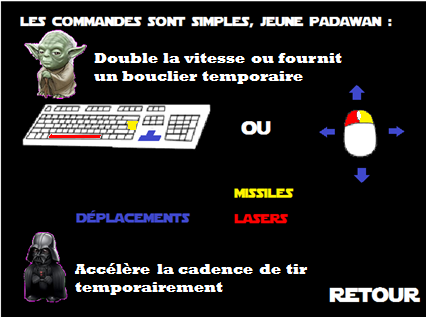 LES COMMANDES SONT SIMPLES, JEUNE PADAWAN :
Double la vitesse ou fournit
un bouclier temporaire
OU
MISSILES
DÉPLACEMENTS LASERS
Accélère la cadence de tir
temporairement
RETOUR